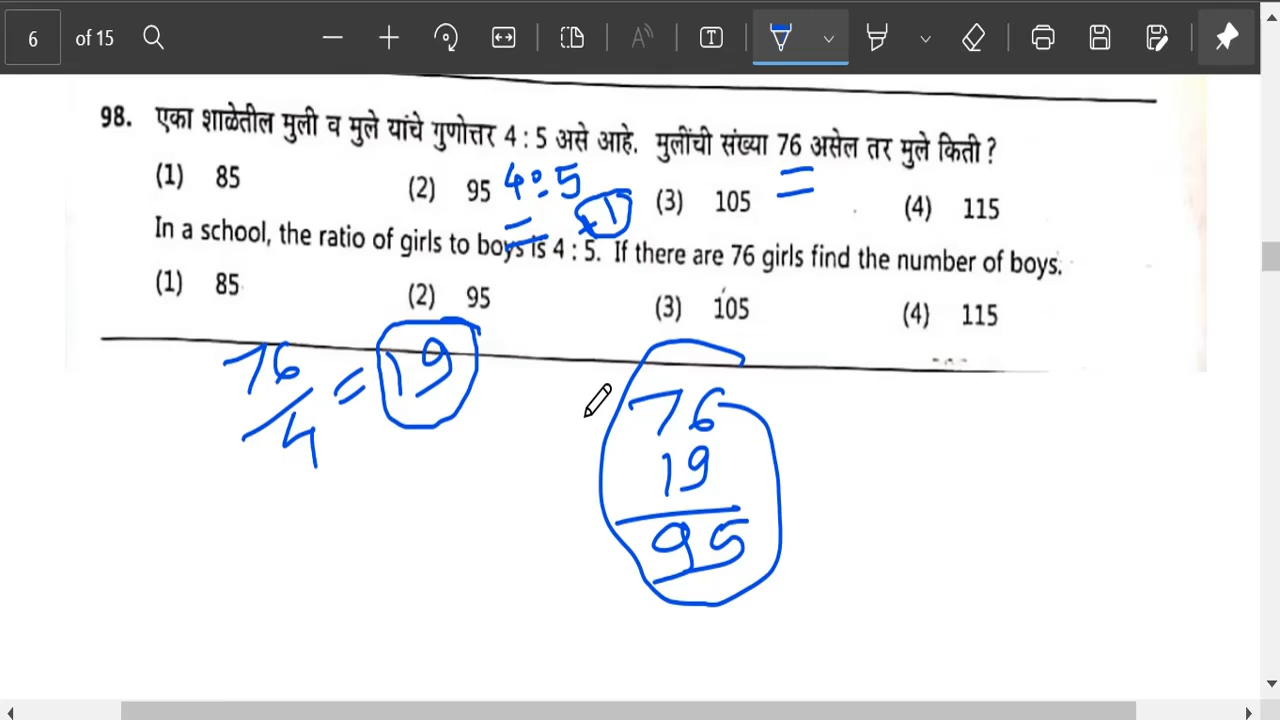 6 of 15
98. एका शाळेतील मुली व मुले यांचे गुणोत्तर 4 : 5 असे आहे. मुलींची संख्या 76 असेल तर मुले किती ?
(1) 85 (2) 95 (3) 105 (4) 115
4 : 5
+1
In a school, the ratio of girls to boys is 4 : 5. If there are 76 girls find the number of boys.
(1) 85 (2) 95 (3) 105 (4) 115
76/4 = 19
76
19
95